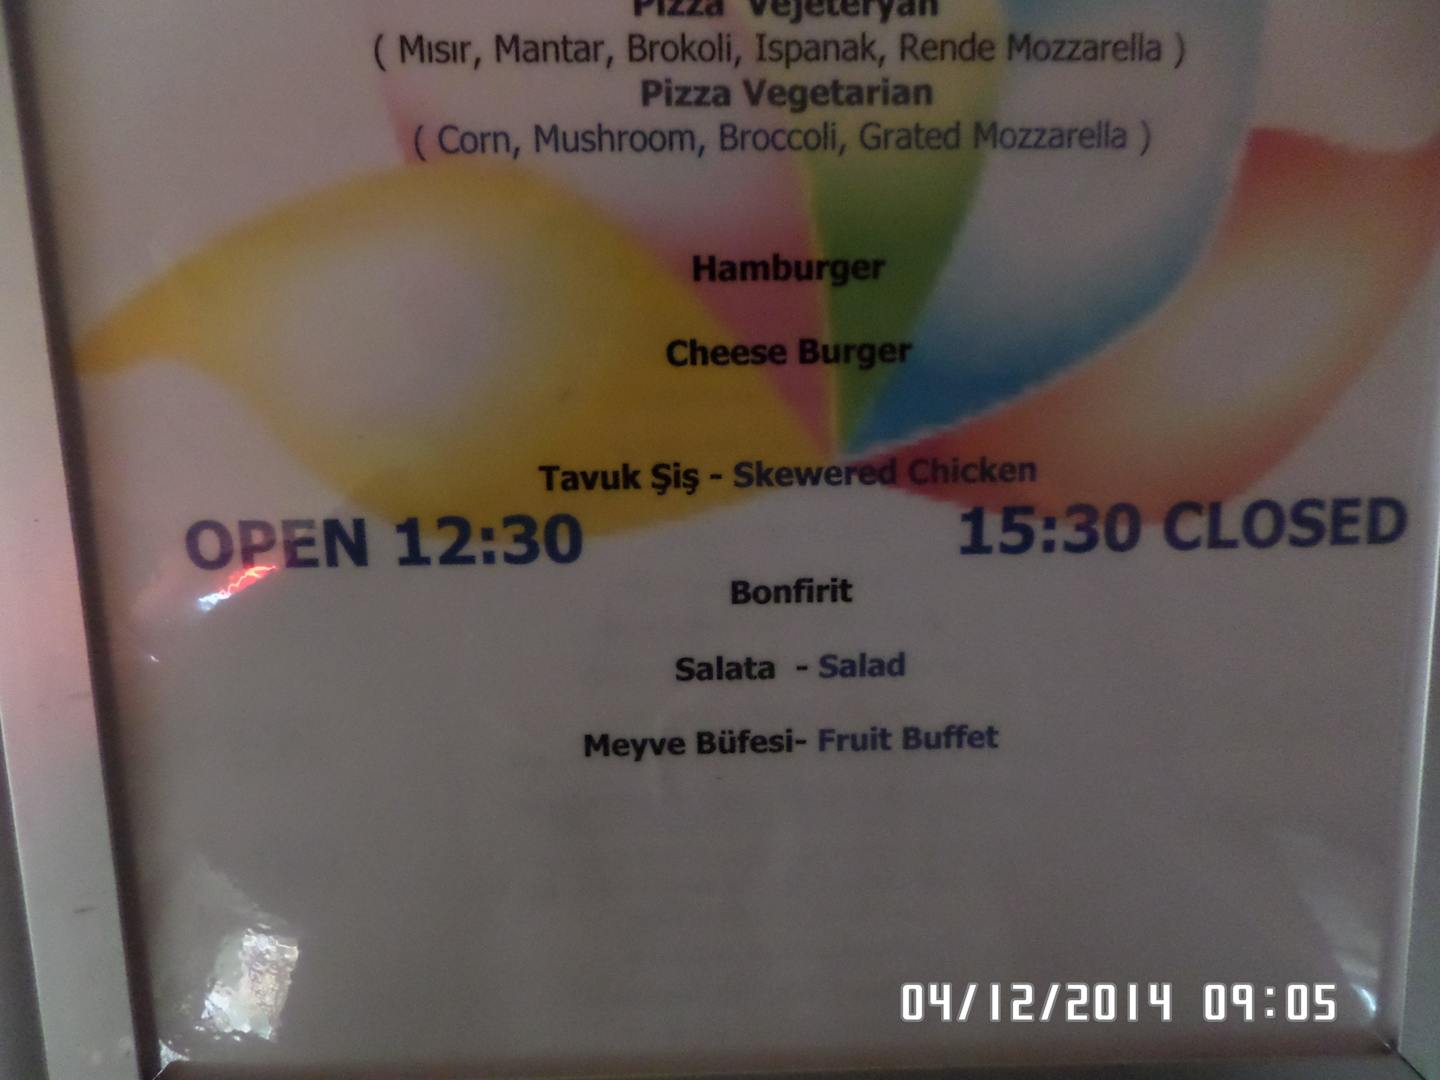 Pizza Vejeteryan
( Mısır, Mantar, Brokoli, Ispanak, Rende Mozzarella )
Pizza Vegetarian
( Corn, Mushroom, Broccoli, Grated Mozzarella )
Hamburger
Cheese Burger
Tavuk Şiş - Skewered Chicken
OPEN 12:30 15:30 CLOSED
Bonfirit
Salata - Salad
Meyve Büfesi- Fruit Buffet
04/12/2014 09:05